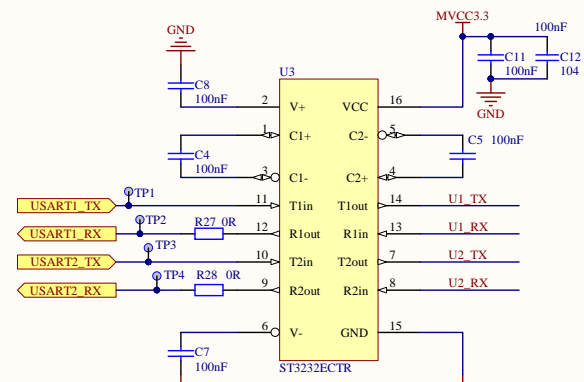 MVCC3.3
GND
100nF
U3
C8
100nF
2
V+
VCC
16
C11
100nF
C12
104
GND
1
C1+
C2-
5
C4
100nF
C5 100nF
3
C1-
C2+
4
TP1
USART1_TX
11
T1in
T1out
14
U1_TX
TP2
R27 0R
USART1_RX
12
R1out
R1in
13
U1_RX
TP3
USART2_TX
10
T2in
T2out
7
U2_TX
TP4
R28 0R
USART2_RX
9
R2out
R2in
8
U2_RX
6
V-
GND
15
C7
100nF
ST3232ECTR